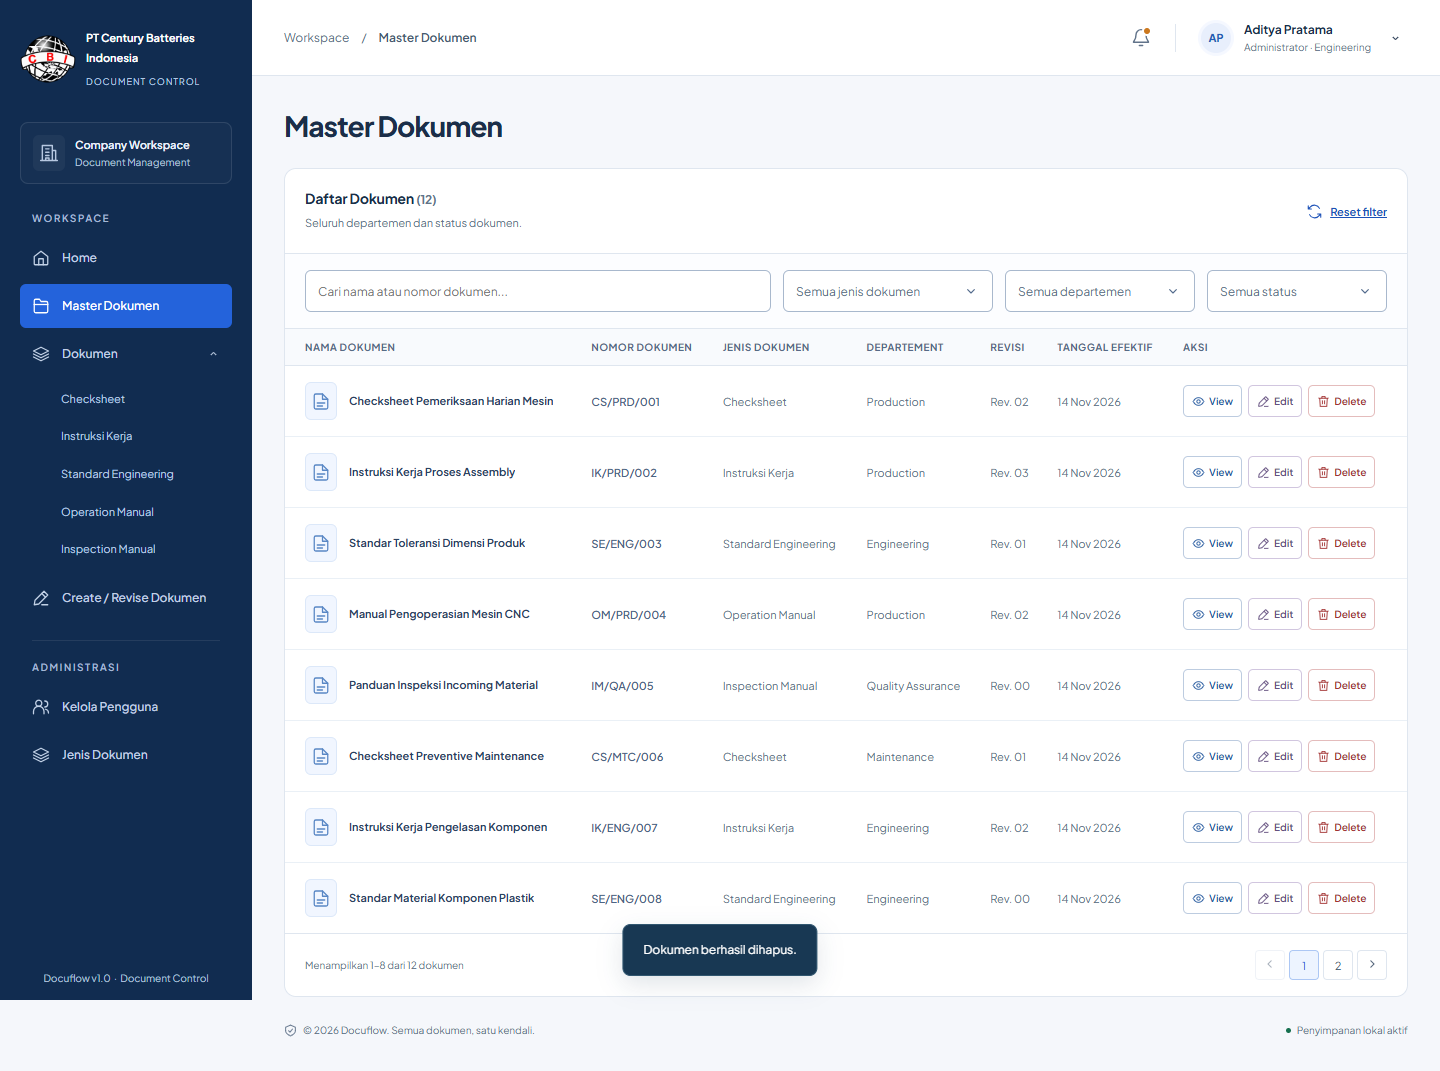 CBI
PT Century Batteries
Indonesia
DOCUMENT CONTROL
Company Workspace
Document Management
WORKSPACE
Home
Master Dokumen
Dokumen
Checksheet
Instruksi Kerja
Standard Engineering
Operation Manual
Inspection Manual
Create / Revise Dokumen
ADMINISTRASI
Kelola Pengguna
Jenis Dokumen
Docuflow v1.0 · Document Control
Workspace / Master Dokumen
AP
Aditya Pratama
Administrator · Engineering
Master Dokumen
Daftar Dokumen (12)
Seluruh departemen dan status dokumen.
Reset filter
Cari nama atau nomor dokumen... Semua jenis dokumen Semua departemen Semua status
NAMA DOKUMEN NOMOR DOKUMEN JENIS DOKUMEN DEPARTEMENT REVISI TANGGAL EFEKTIF AKSI
Checksheet Pemeriksaan Harian Mesin CS/PRD/001 Checksheet Production Rev. 02 14 Nov 2026 View Edit Delete
Instruksi Kerja Proses Assembly IK/PRD/002 Instruksi Kerja Production Rev. 03 14 Nov 2026 View Edit Delete
Standar Toleransi Dimensi Produk SE/ENG/003 Standard Engineering Engineering Rev. 01 14 Nov 2026 View Edit Delete
Manual Pengoperasian Mesin CNC OM/PRD/004 Operation Manual Production Rev. 02 14 Nov 2026 View Edit Delete
Panduan Inspeksi Incoming Material IM/QA/005 Inspection Manual Quality Assurance Rev. 00 14 Nov 2026 View Edit Delete
Checksheet Preventive Maintenance CS/MTC/006 Checksheet Maintenance Rev. 01 14 Nov 2026 View Edit Delete
Instruksi Kerja Pengelasan Komponen IK/ENG/007 Instruksi Kerja Engineering Rev. 02 14 Nov 2026 View Edit Delete
Standar Material Komponen Plastik SE/ENG/008 Standard Engineering Engineering Rev. 00 14 Nov 2026 View Edit Delete
Dokumen berhasil dihapus.
Menampilkan 1–8 dari 12 dokumen
1 2
© 2026 Docuflow. Semua dokumen, satu kendali.
Penyimpanan lokal aktif